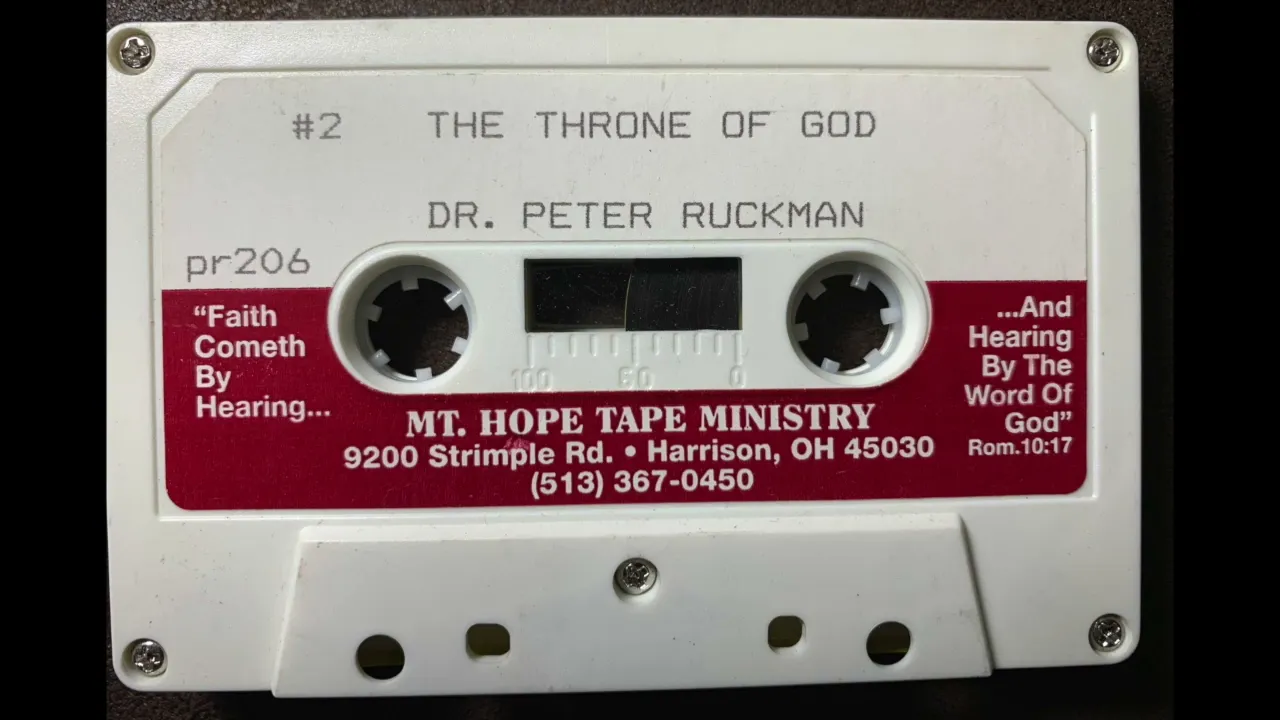 #2 THE THRONE OF GOD
DR. PETER RUCKMAN
pr206
“Faith
Cometh
By
Hearing...
...And
Hearing
By The
Word Of
God”
Rom.10:17
100 50 0
MT. HOPE TAPE MINISTRY
9200 Strimple Rd. • Harrison, OH 45030
(513) 367-0450